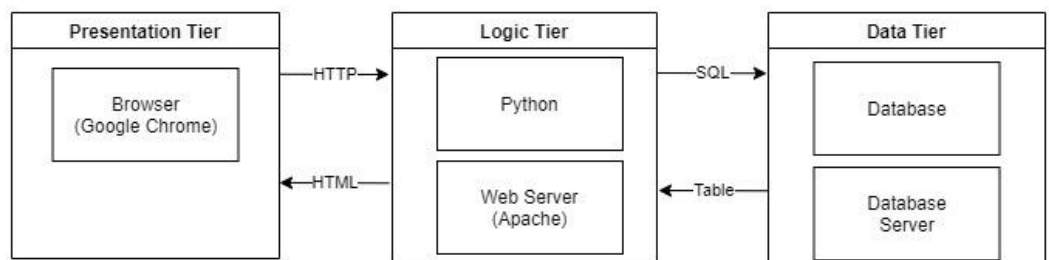 Presentation Tier
Browser
(Google Chrome)
HTTP
HTML
Logic Tier
Python
Web Server
(Apache)
SQL
Table
Data Tier
Database
Database
Server